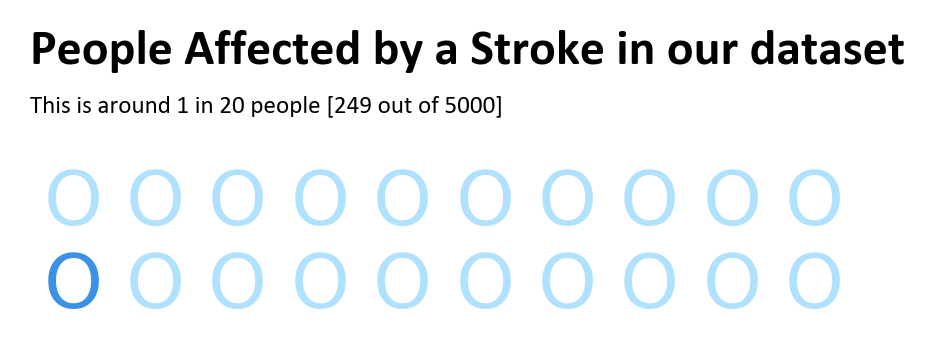 People Affected by a Stroke in our dataset
This is around 1 in 20 people [249 out of 5000]
O O O O O O O O O O
O O O O O O O O O O